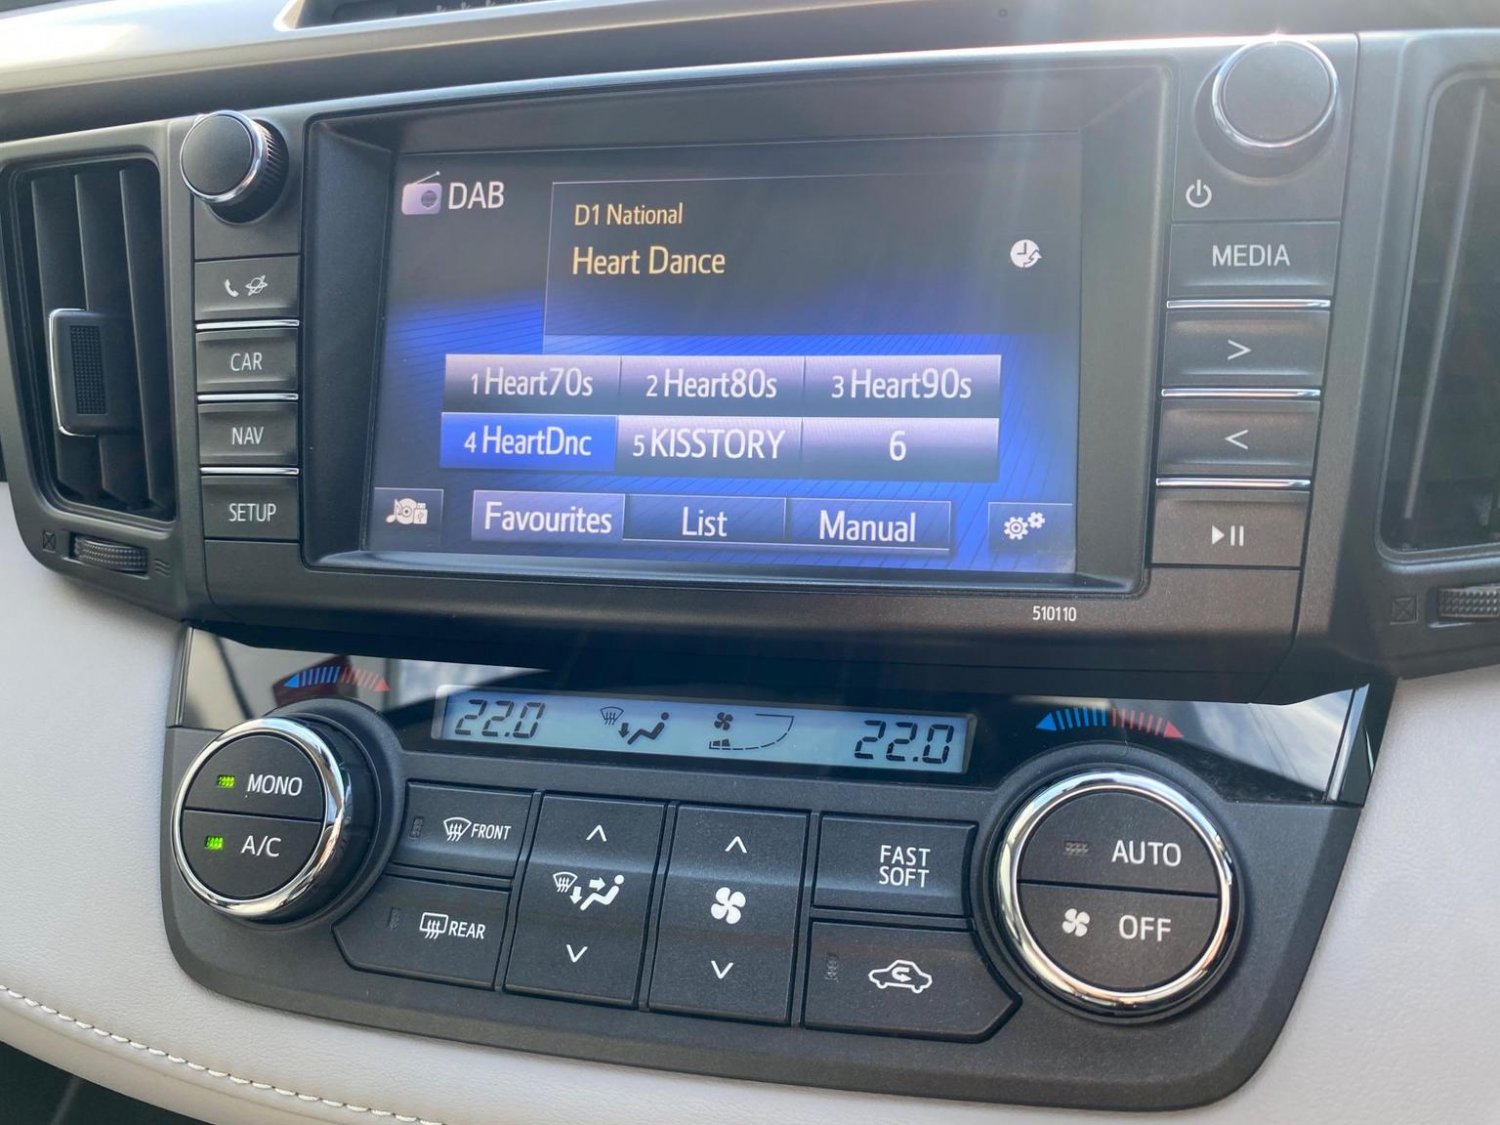 DAB
D1 National
Heart Dance
1 Heart70s
2 Heart80s
3 Heart90s
4 HeartDnc
5 KISSTORY
6
Favourites
List
Manual
CAR
NAV
SETUP
MEDIA
>
<
510110
22.0
22.0
MONO
A/C
FRONT
REAR
FAST
SOFT
AUTO
OFF